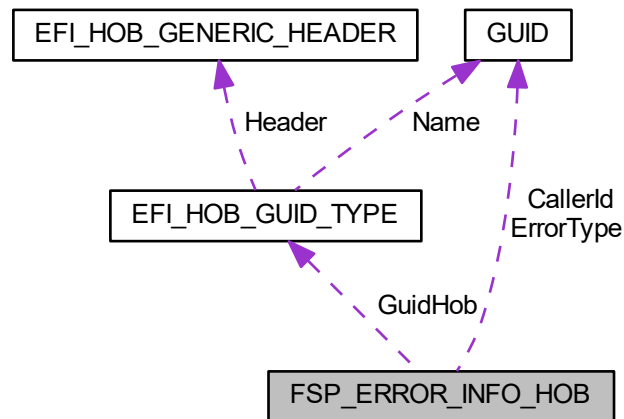 EFI_HOB_GENERIC_HEADER
GUID
Header
Name
EFI_HOB_GUID_TYPE
CallerId
ErrorType
GuidHob
FSP_ERROR_INFO_HOB